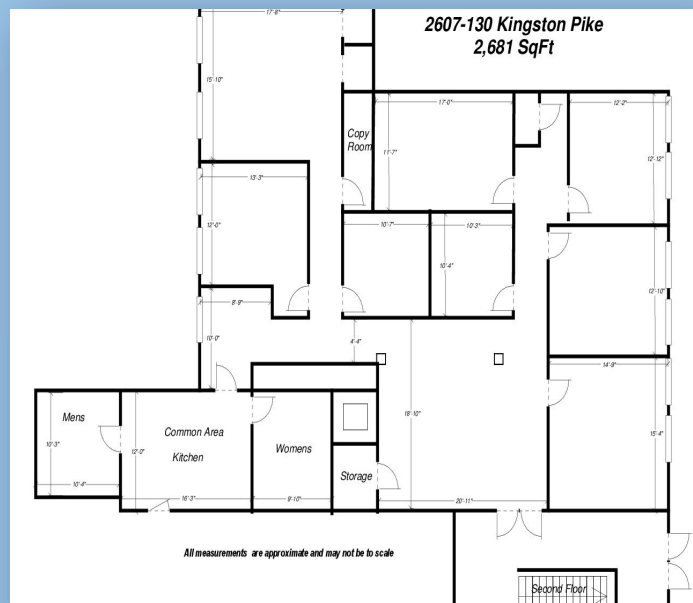 2607-130 Kingston Pike
2,681 SqFt
17'-8"
15'-10"
17'-0"
12'-2"
Copy
Room
11'-7"
12'-12"
13'-3"
12'-0"
10'-7"
10'-3"
10'-4"
12'-10"
8'-9"
10'-0"
4'-4"
14'-8"
18'-10"
15'-4"
Mens
Common Area
Kitchen
10'-3"
12'-0"
Womens
Storage
10'-4"
16'-3"
9'-10"
20'-11"
All measurements are approximate and may not be to scale
Second Floor